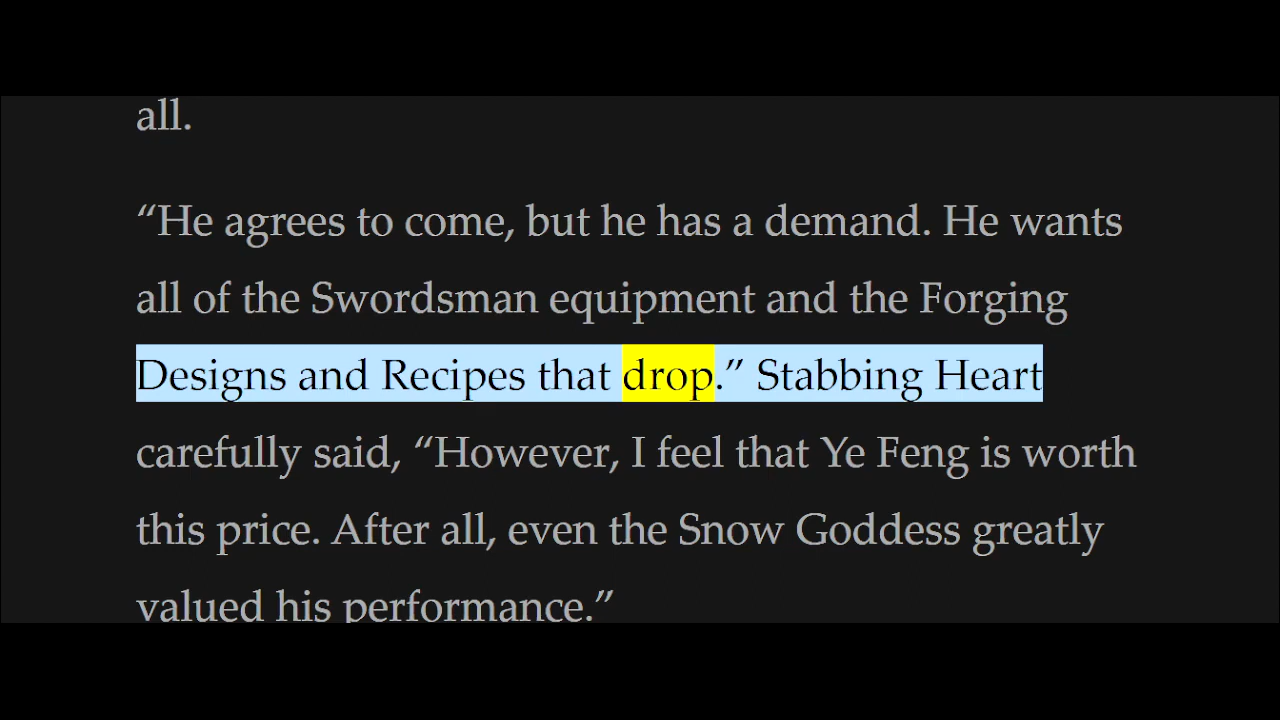 all.
“He agrees to come, but he has a demand. He wants
all of the Swordsman equipment and the Forging
Designs and Recipes that drop.” Stabbing Heart
carefully said, “However, I feel that Ye Feng is worth
this price. After all, even the Snow Goddess greatly
valued his performance.”